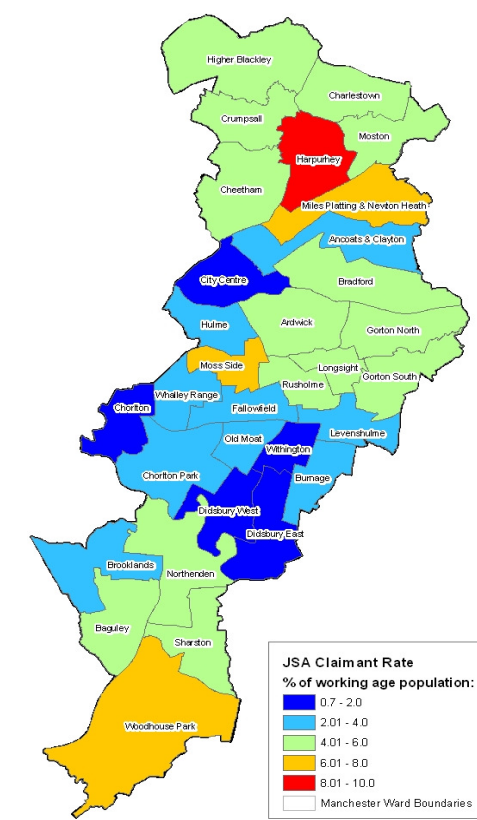 Higher Blackley
Charlestown
Crumpsall
Moston
Harpurhey
Cheetham
Miles Platting & Newton Heath
Ancoats & Clayton
City Centre
Bradford
Hulme
Ardwick
Gorton North
Moss Side
Longsight
Gorton South
Rusholme
Whalley Range
Chorlton
Fallowfield
Levenshulme
Old Moat
Withington
Chorlton Park
Burnage
Didsbury West
Didsbury East
Brooklands
Northenden
Baguley
Sharston
Woodhouse Park
JSA Claimant Rate
% of working age population:
0.7 - 2.0
2.01 - 4.0
4.01 - 6.0
6.01 - 8.0
8.01 - 10.0
Manchester Ward Boundaries